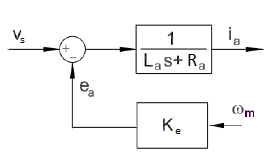 v_s
+
−
1
L_a s + R_a
i_a
e_a
K_e
ω_m